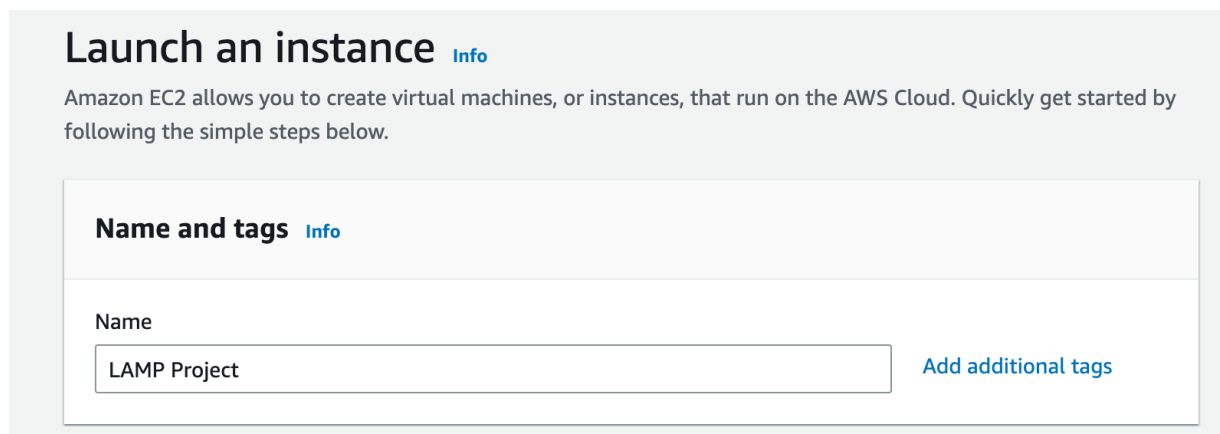 Launch an instance Info
Amazon EC2 allows you to create virtual machines, or instances, that run on the AWS Cloud. Quickly get started by
following the simple steps below.
Name and tags Info
Name
LAMP Project
Add additional tags